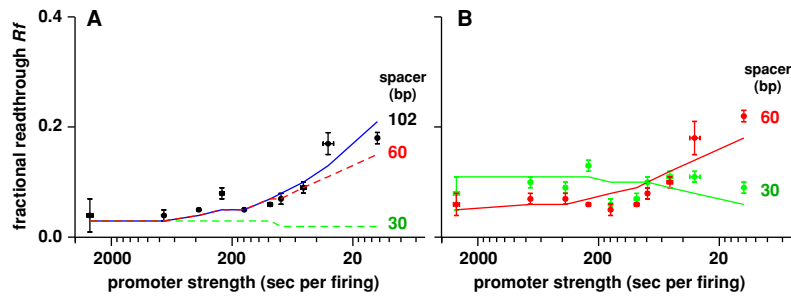 A
B
fractional readthrough Rf
0.4
0.2
0.0
spacer
(bp)
102
60
30
2000
200
20
promoter strength (sec per firing)
spacer
(bp)
60
30
2000
200
20
promoter strength (sec per firing)